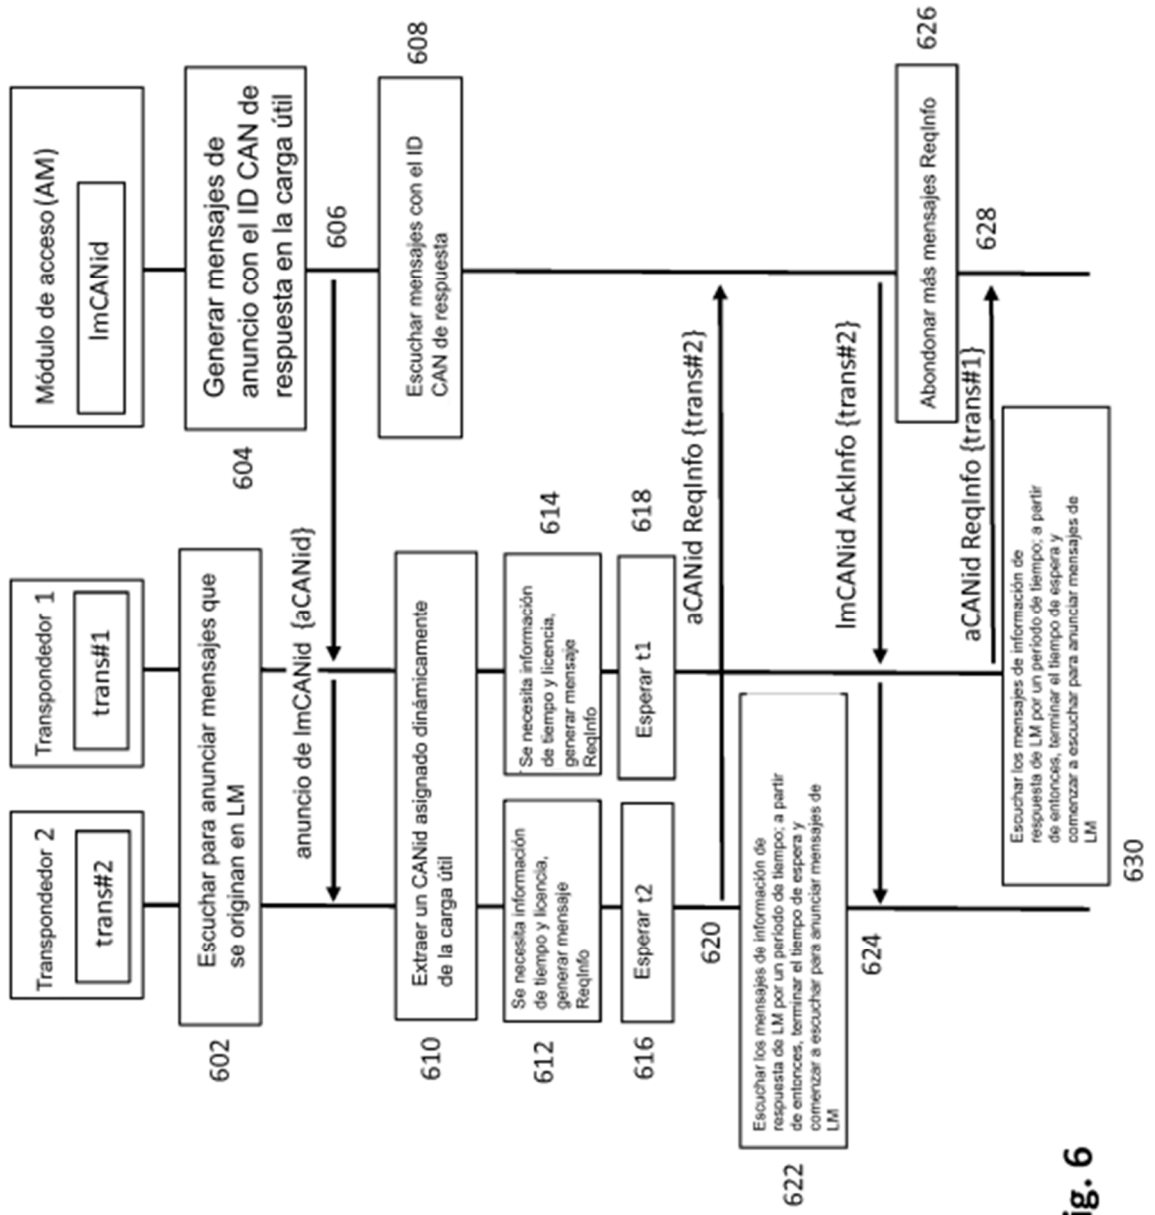 Transpondedor 2
trans#2
Transpondedor 1
trans#1
Módulo de acceso (AM)
lmCANid
602
Escuchar para anunciar mensajes que
se originan en LM
604
Generar mensajes de
anuncio con el ID CAN de
respuesta en la carga útil
anuncio de lmCANid {aCANid}
606
608
Escuchar mensajes con el ID
CAN de respuesta
610
Extraer un CANid asignado dinámicamente
de la carga útil
612
Se necesita información
de tiempo y licencia,
generar mensaje
ReqInfo
614
Se necesita información
de tiempo y licencia,
generar mensaje
ReqInfo
616
Esperar t2
618
Esperar t1
620
aCANid ReqInfo {trans#2}
622
Escuchar los mensajes de información de
respuesta de LM por un periodo de tiempo; a partir
de entonces, terminar el tiempo de espera y
comenzar a escuchar para anunciar mensajes de
LM
624
lmCANid AckInfo {trans#2}
626
Abondonar más mensajes ReqInfo
628
aCANid ReqInfo {trans#1}
Escuchar los mensajes de información de
respuesta de LM por un periodo de tiempo; a partir
de entonces, terminar el tiempo de espera y
comenzar a escuchar para anunciar mensajes de
LM
630
ig. 6